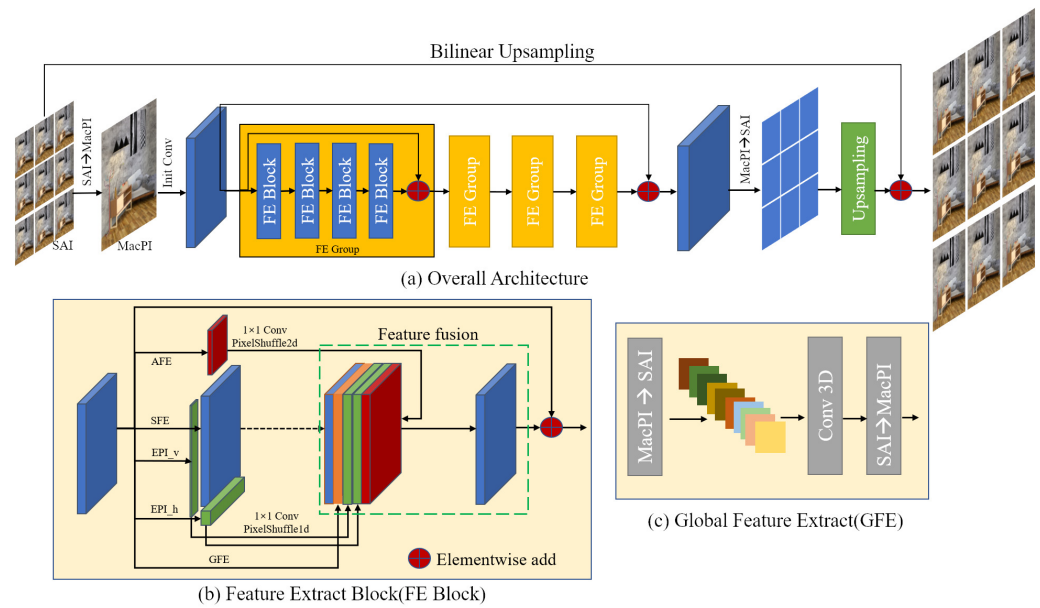 Bilinear Upsampling
SAI
SAI→MacPI
MacPI
Init Conv
FE Block
FE Block
FE Block
FE Block
FE Group
FE Group
FE Group
FE Group
MacPI→SAI
Upsampling
(a) Overall Architecture
AFE
1×1 Conv
PixelShuffle2d
Feature fusion
SFE
EPI_v
EPI_h
1×1 Conv
PixelShuffle1d
GFE
Elementwise add
(b) Feature Extract Block(FE Block)
MacPI → SAI
Conv 3D
SAI→MacPI
(c) Global Feature Extract(GFE)